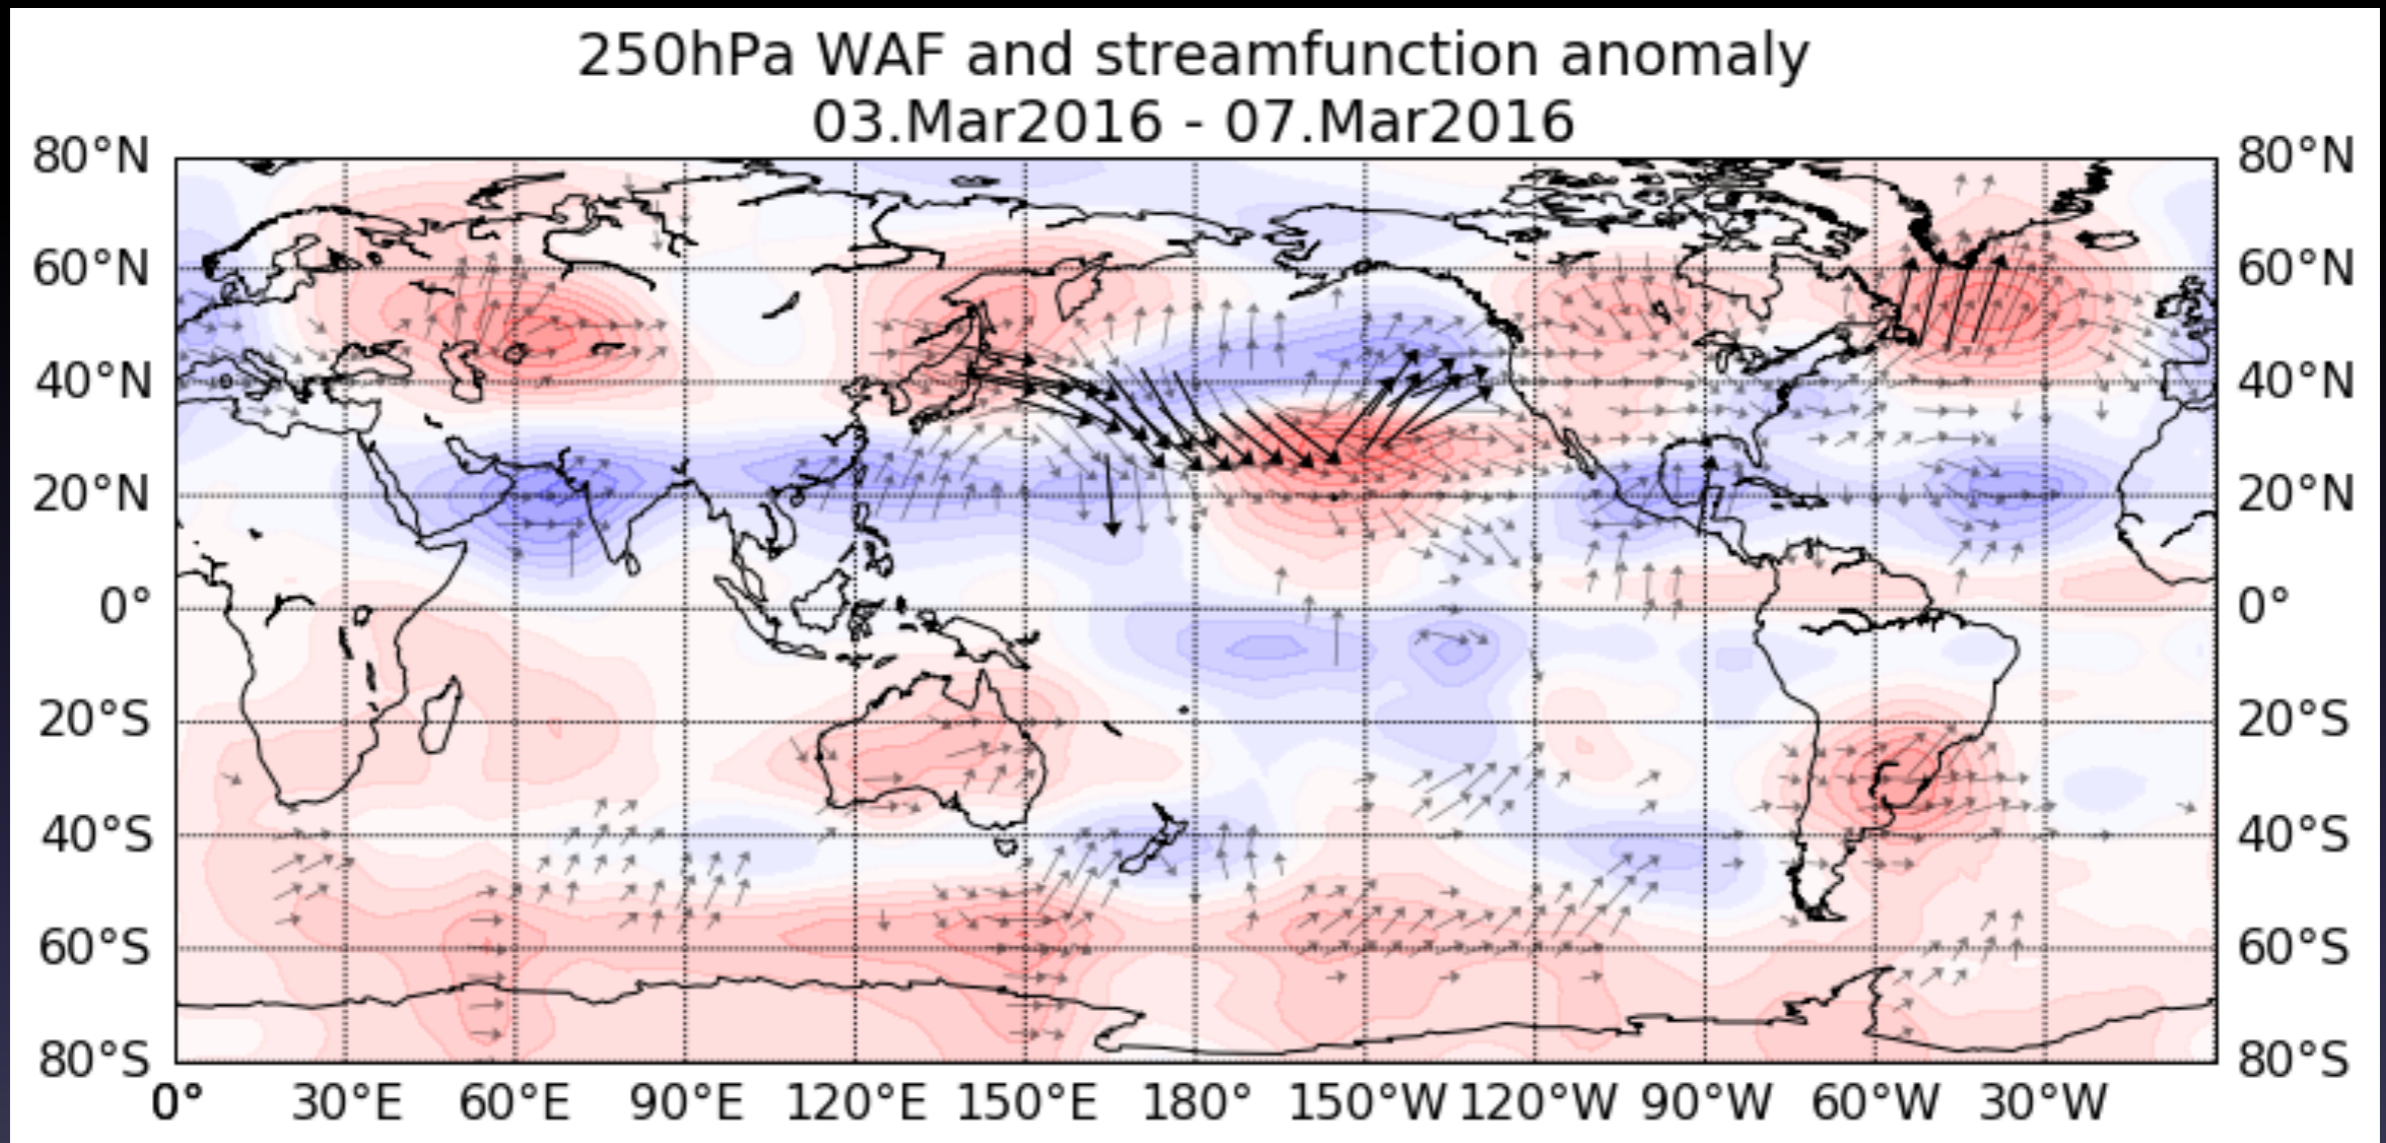 250hPa WAF and streamfunction anomaly
03.Mar2016 - 07.Mar2016
80°N 80°N
60°N 60°N
40°N 40°N
20°N 20°N
0° 0°
20°S 20°S
40°S 40°S
60°S 60°S
80°S 80°S
0° 30°E 60°E 90°E 120°E 150°E 180° 150°W 120°W 90°W 60°W 30°W